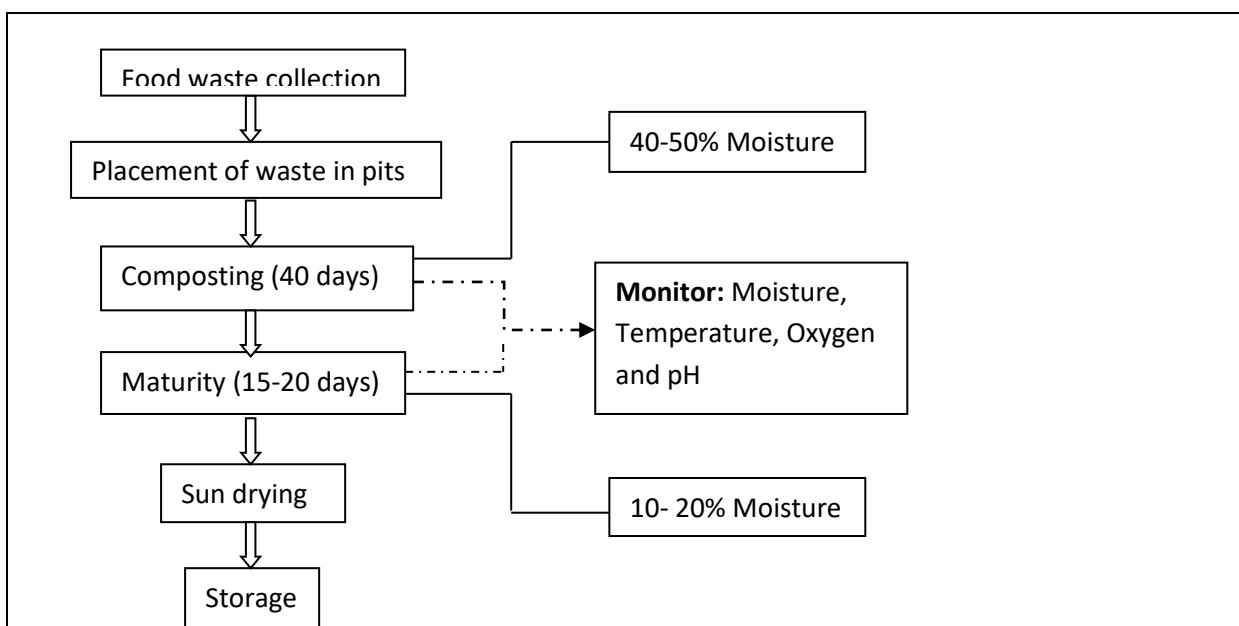 Food waste collection
40-50% Moisture
Placement of waste in pits
Composting (40 days)
Monitor: Moisture,
Temperature, Oxygen
and pH
Maturity (15-20 days)
Sun drying
10- 20% Moisture
Storage